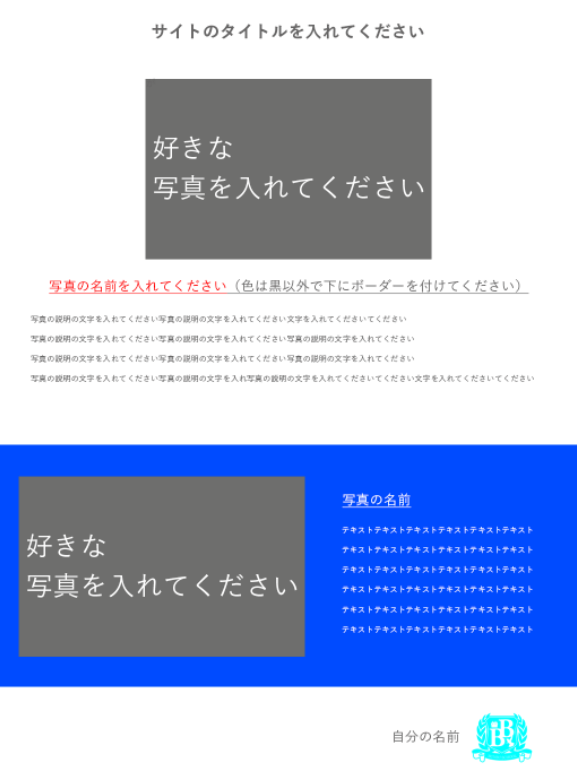 サイトのタイトルを入れてください
好きな
写真を入れてください
写真の名前を入れてください（色は黒以外で下にボーダーを付けてください）
写真の説明の文字を入れてください写真の説明の文字を入れてください文字を入れてくださいてください
写真の説明の文字を入れてください写真の説明の文字を入れてください写真の説明の文字を入れてください
写真の説明の文字を入れてください写真の説明の文字を入れてください写真の説明の文字を入れてください
写真の説明の文字を入れてください写真の説明の文字を入れ写真の説明の文字を入れてくださいてください文字を入れてくださいてください
好きな
写真を入れてください
写真の名前
テキストテキストテキストテキストテキストテキスト
テキストテキストテキストテキストテキストテキスト
テキストテキストテキストテキストテキストテキスト
テキストテキストテキストテキストテキストテキスト
テキストテキストテキストテキストテキストテキスト
テキストテキストテキストテキストテキストテキスト
自分の名前